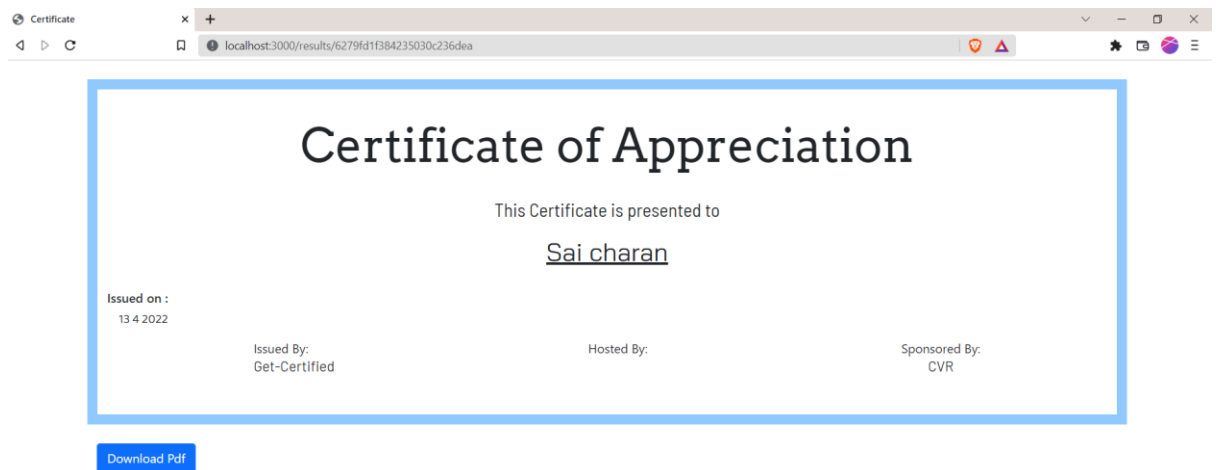 Certificate
localhost:3000/results/6279fd1f384235030c236dea
Certificate of Appreciation
This Certificate is presented to
Sai charan
Issued on :
13 4 2022
Issued By:
Get-Certified
Hosted By:
Sponsored By:
CVR
Download Pdf